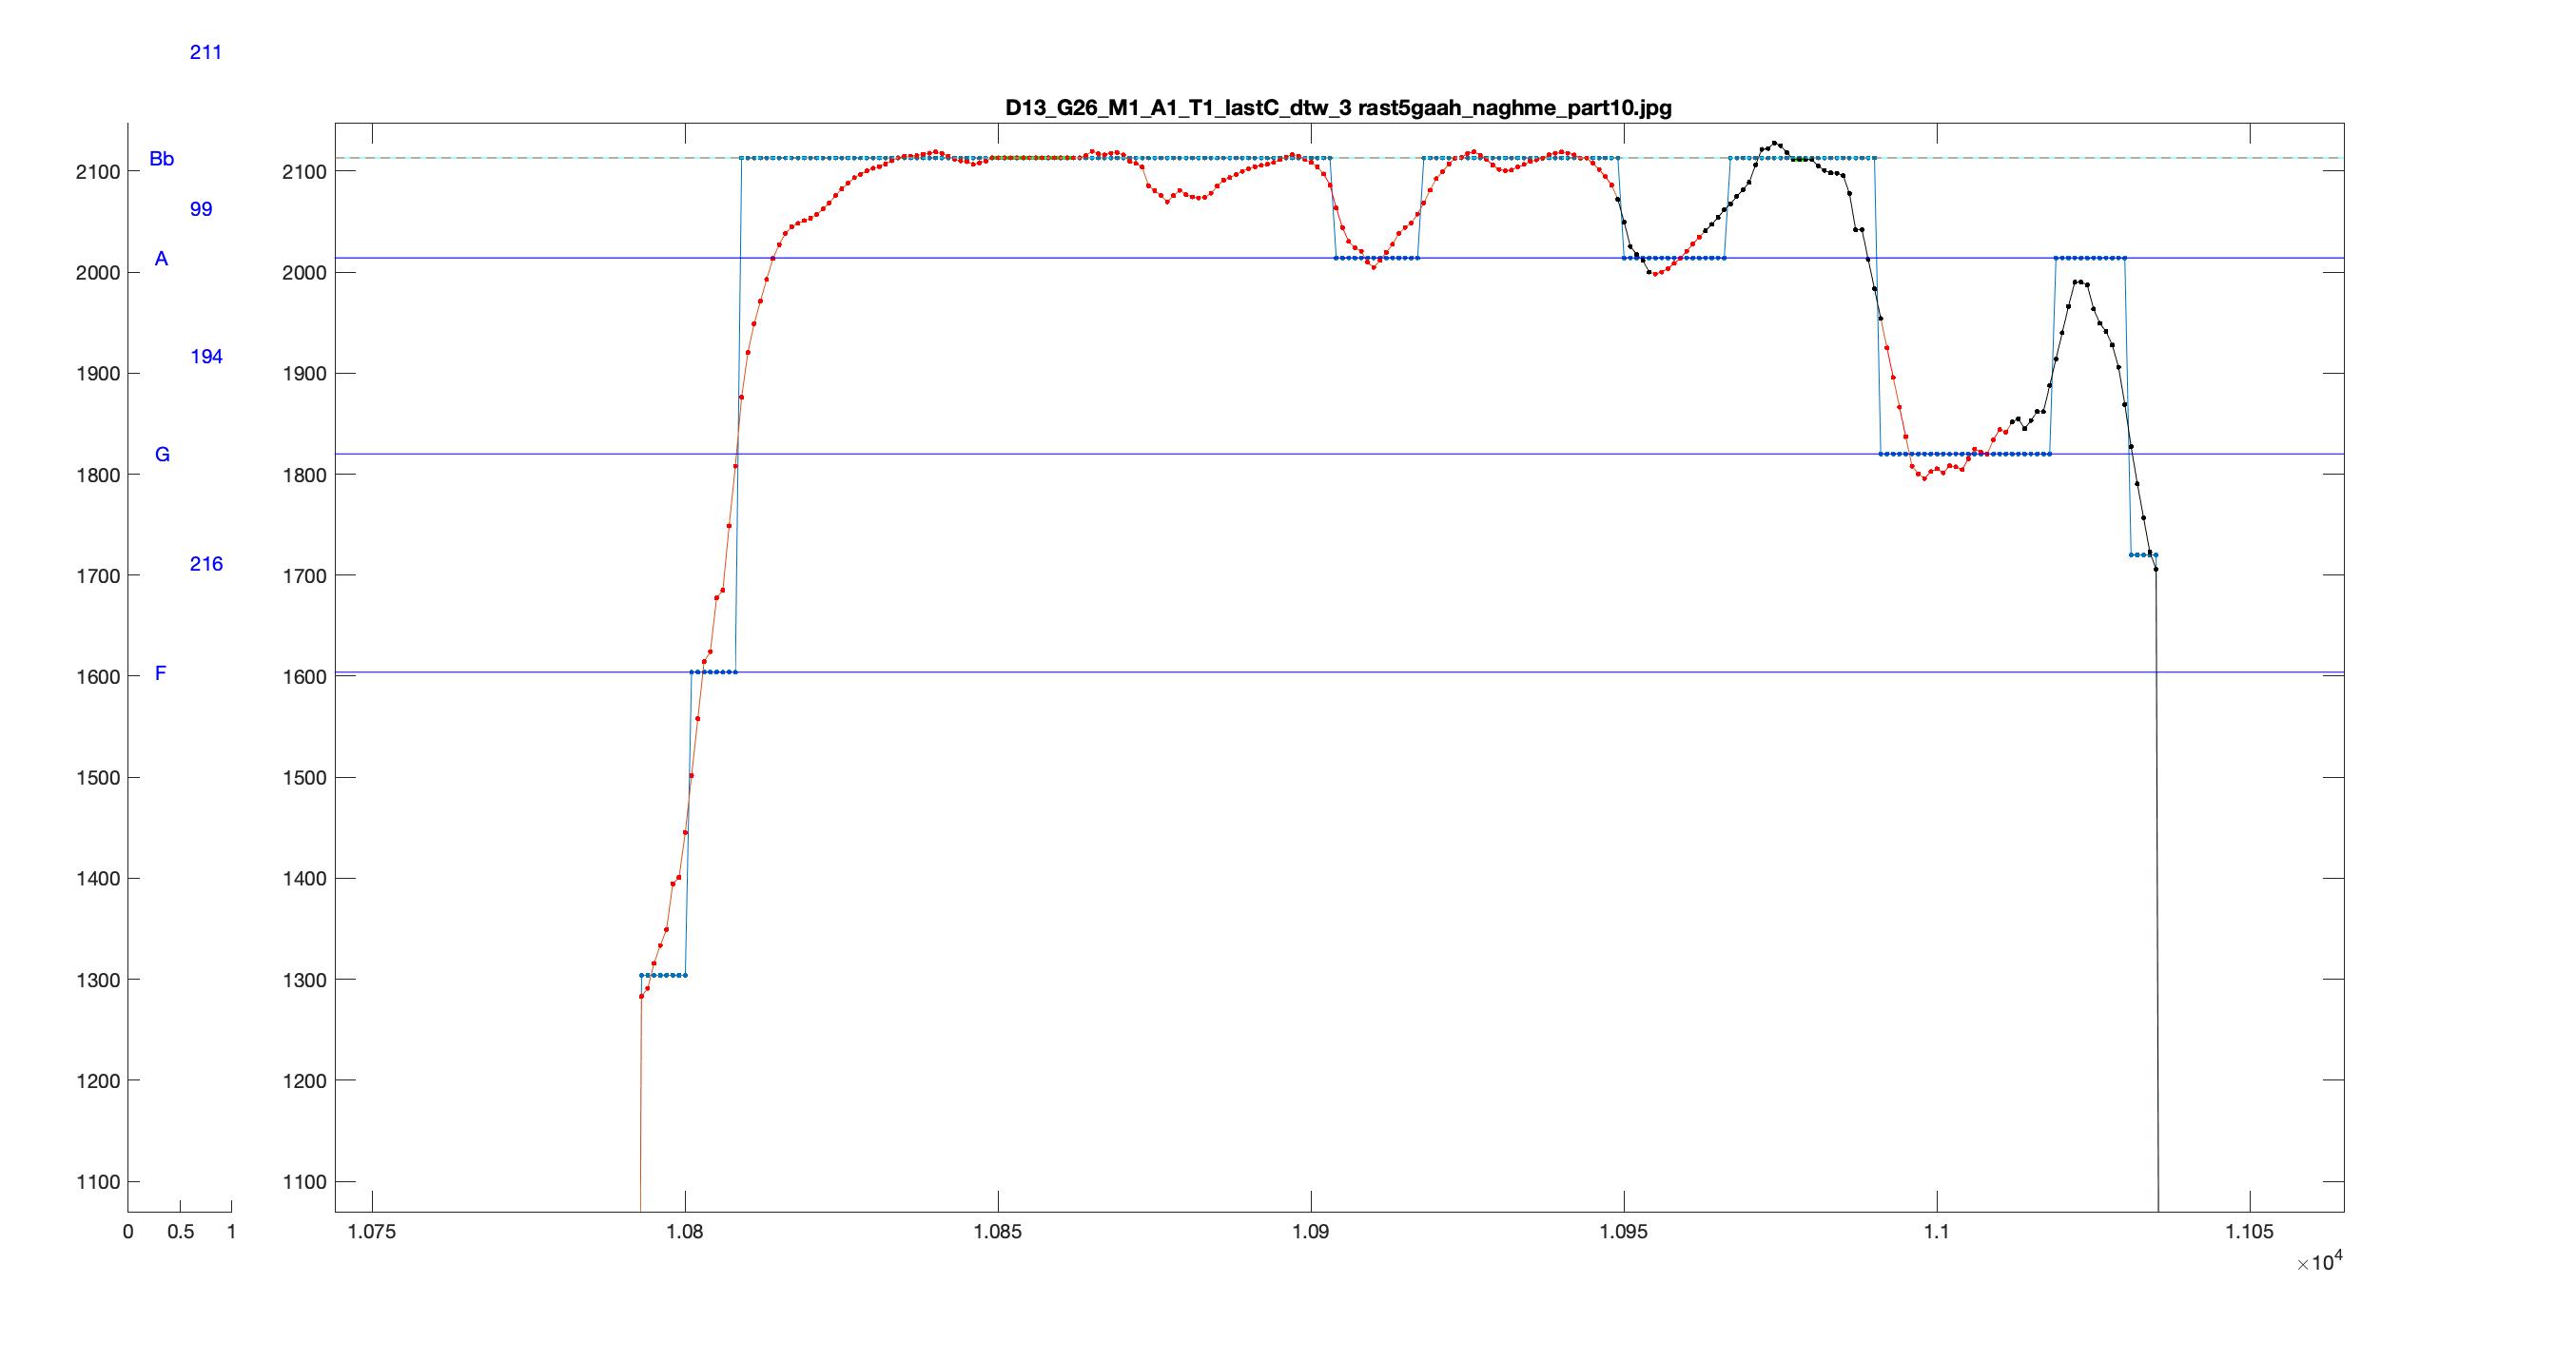 211
D13_G26_M1_A1_T1_lastC_dtw_3 rast5gaah_naghme_part10.jpg
Bb
2100 2100
99
A
2000 2000
194
1900 1900
G
1800 1800
216
1700 1700
F
1600 1600
1500 1500
1400 1400
1300 1300
1200 1200
1100 1100
0 0.5 1 1.075 1.08 1.085 1.09 1.095 1.1 1.105
×10^4